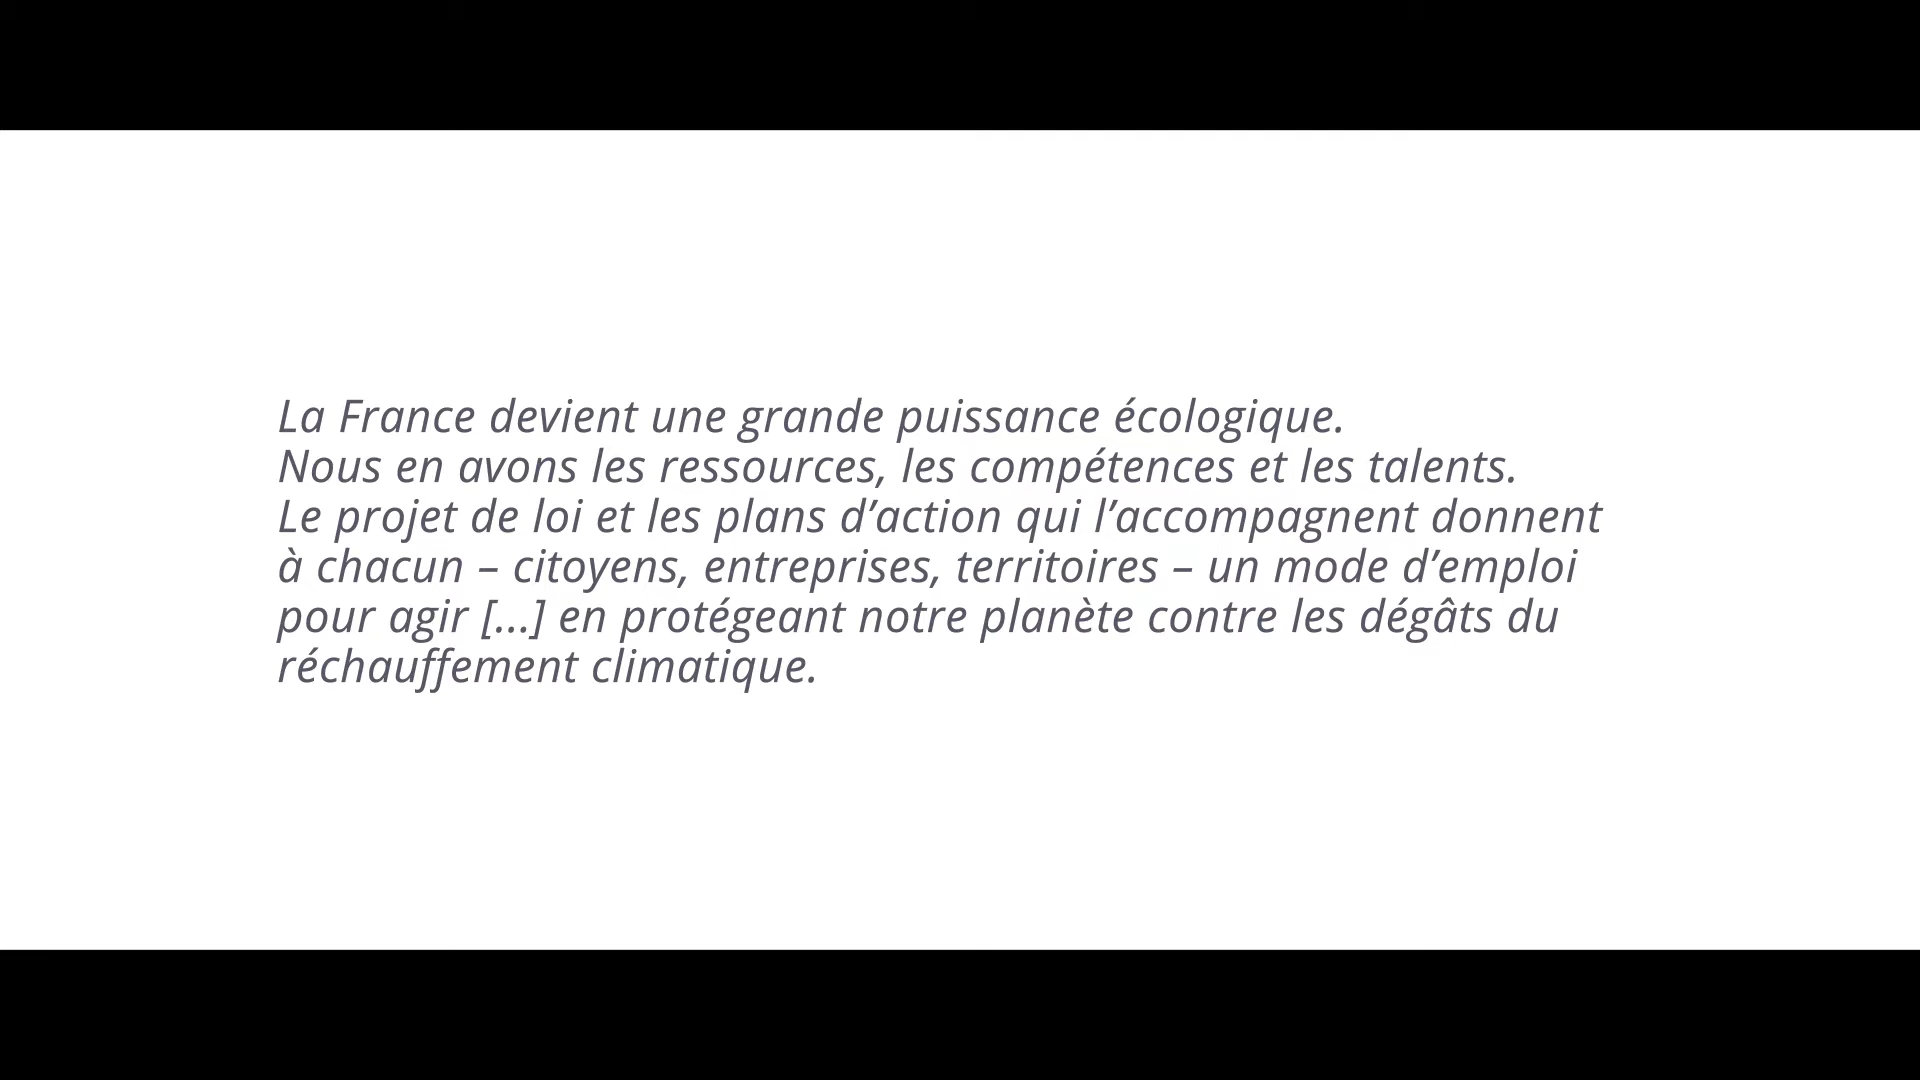 La France devient une grande puissance écologique.
Nous en avons les ressources, les compétences et les talents.
Le projet de loi et les plans d’action qui l’accompagnent donnent
à chacun – citoyens, entreprises, territoires – un mode d’emploi
pour agir [...] en protégeant notre planète contre les dégâts du
réchauffement climatique.